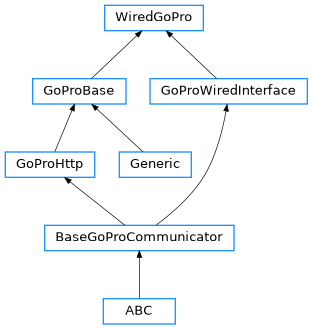 WiredGoPro
GoProBase
GoProWiredInterface
GoProHttp
Generic
BaseGoProCommunicator
ABC